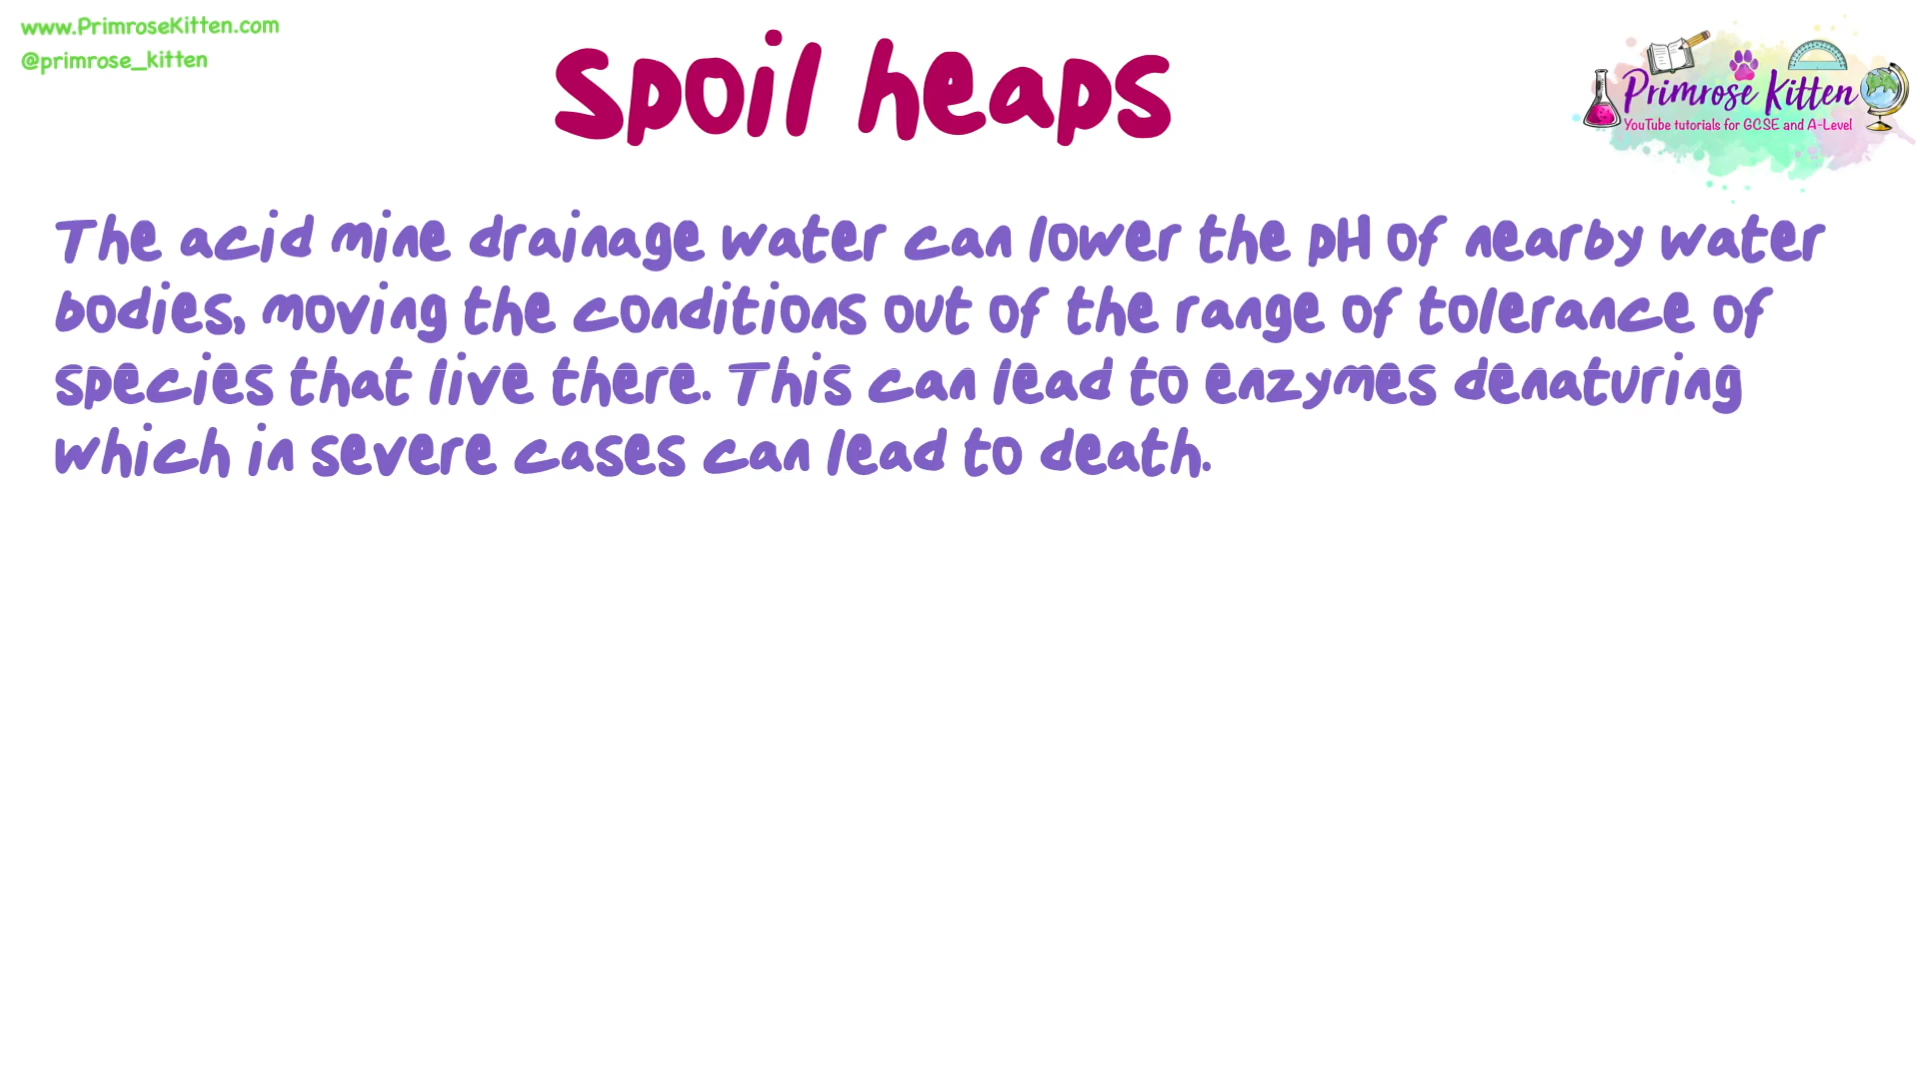 www.PrimroseKitten.com
@primrose_kitten
Spoil heaps
Primrose Kitten
YouTube tutorials for GCSE and A-Level
The acid mine drainage water can lower the pH of nearby water
bodies, moving the conditions out of the range of tolerance of
species that live there. This can lead to enzymes denaturing
which in severe cases can lead to death.